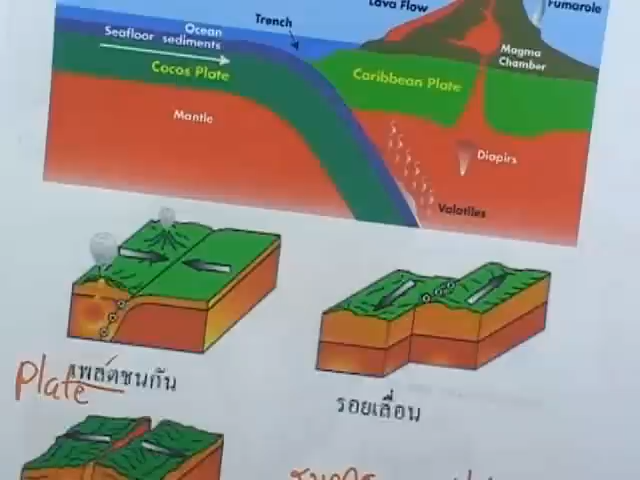 Lava Flow
Fumarole
Trench
Ocean
Seafloor sediments
Magma
Chamber
Cocos Plate
Caribbean Plate
Mantle
Diapirs
Volatiles
เพล่ตชนกัน
Plate
รอยเลื่อน